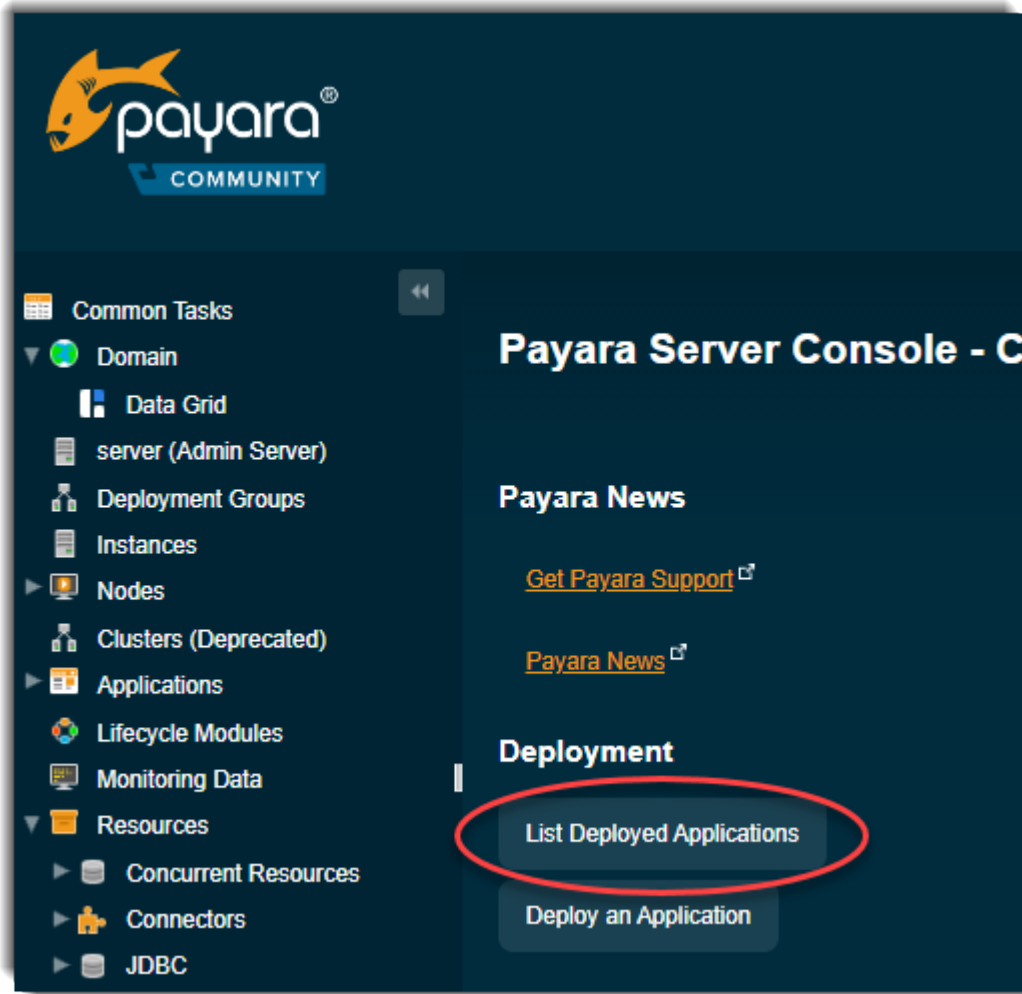 payara®
COMMUNITY
Common Tasks
Domain
Data Grid
server (Admin Server)
Deployment Groups
Instances
Nodes
Clusters (Deprecated)
Applications
Lifecycle Modules
Monitoring Data
Resources
Concurrent Resources
Connectors
JDBC
Payara Server Console - C
Payara News
Get Payara Support
Payara News
Deployment
List Deployed Applications
Deploy an Application